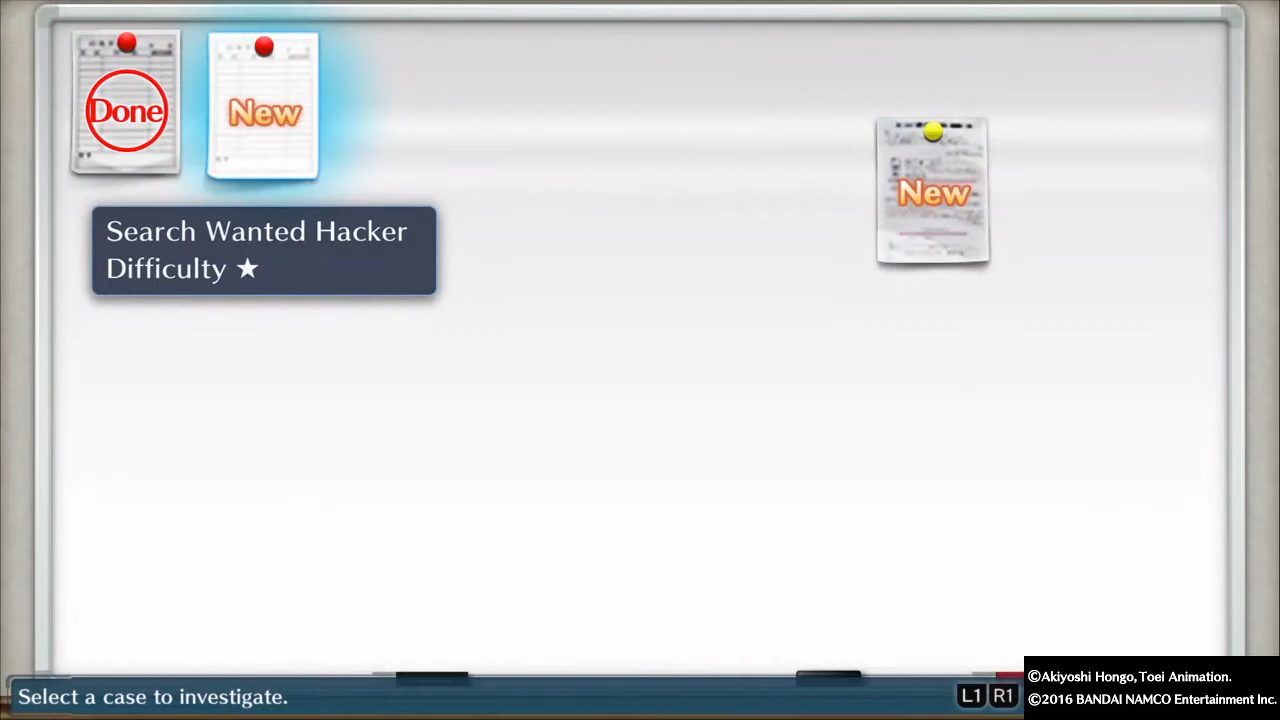 Done
New
New
Search Wanted Hacker
Difficulty ★
Select a case to investigate.
L1 R1
©Akiyoshi Hongo, Toei Animation.
©2016 BANDAI NAMCO Entertainment Inc.